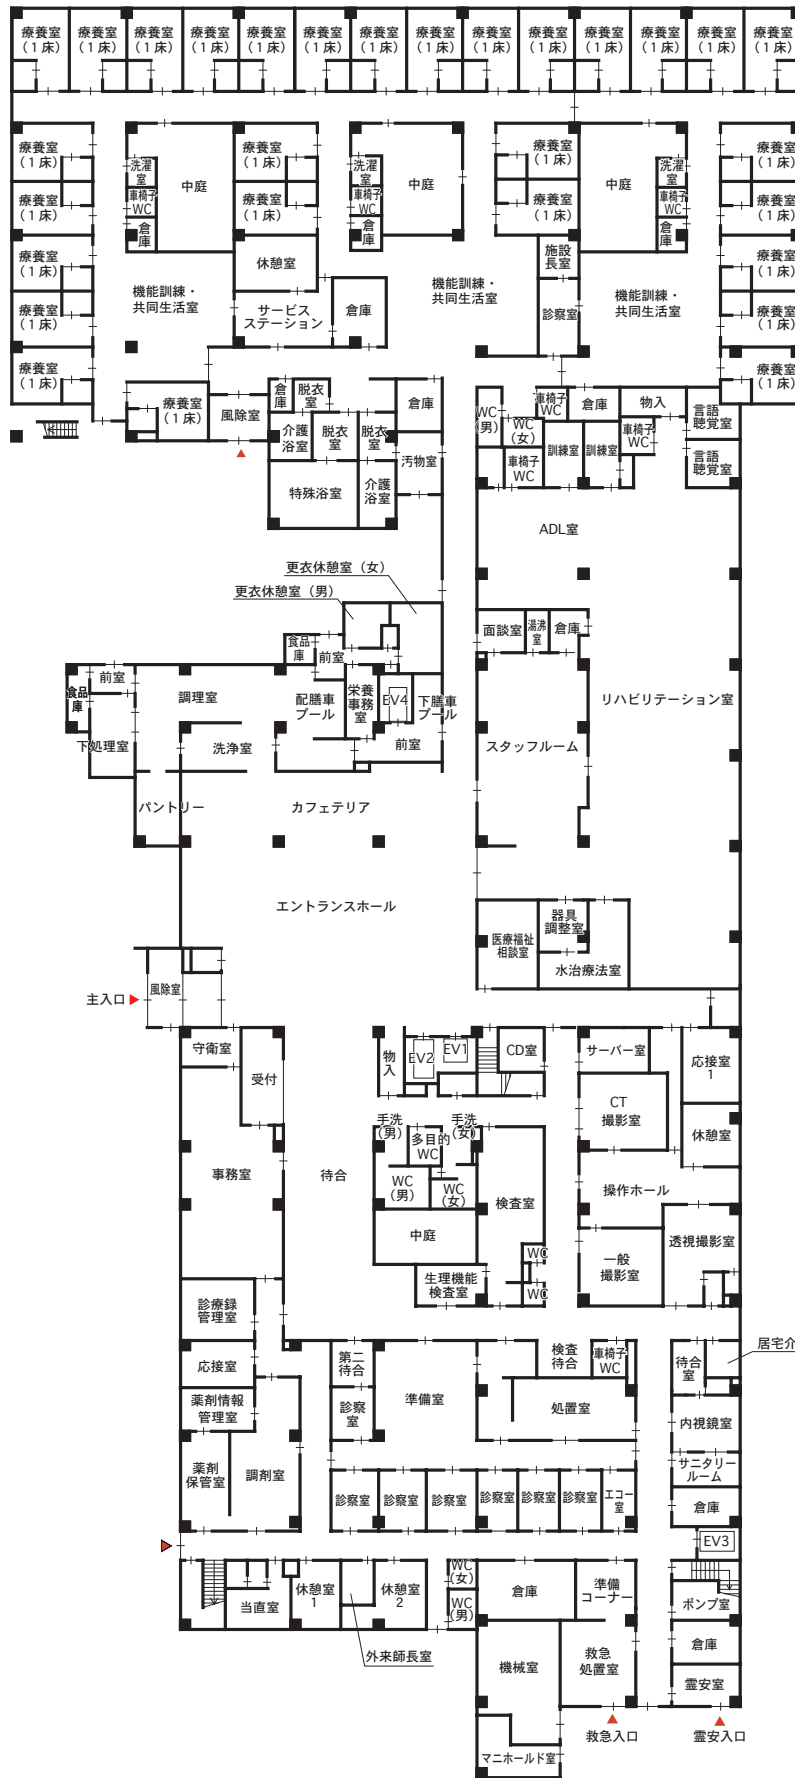 療養室
(１床)
療養室
(１床)
療養室
(１床)
療養室
(１床)
療養室
(１床)
療養室
(１床)
療養室
(１床)
療養室
(１床)
療養室
(１床)
療養室
(１床)
療養室
(１床)
療養室
(１床)
療養室
(１床)
療養室
(１床)
療養室
(１床)
療養室
(１床)
療養室
(１床)
療養室
(１床)
洗濯室
車椅子
WC
倉庫
中庭
療養室
(１床)
療養室
(１床)
休憩室
サービス
ステーション
倉庫
機能訓練・
共同生活室
洗濯室
車椅子
WC
倉庫
中庭
機能訓練・
共同生活室
療養室
(１床)
療養室
(１床)
施設
長室
診察室
中庭
洗濯室
車椅子
WC
倉庫
機能訓練・
共同生活室
療養室
(１床)
療養室
(１床)
療養室
(１床)
療養室
(１床)
療養室
(１床)
療養室
(１床)
風除室
倉庫
脱衣室
介護
浴室
脱衣室
脱衣室
特殊浴室
介護
浴室
倉庫
汚物室
WC
(男)
車椅子
WC
WC
(女)
車椅子
WC
倉庫
訓練室
訓練室
物入
車椅子
WC
言語
聴覚室
言語
聴覚室
ADL室
更衣休憩室（女）
更衣休憩室（男）
面談室
湯沸室
倉庫
食品庫
前室
前室
食品庫
調理室
配膳車
プール
栄養
事務室
EV4
下膳車
プール
前室
下処理室
洗浄室
スタッフルーム
リハビリテーション室
パントリー
カフェテリア
エントランスホール
医療福祉
相談室
器具
調整室
水治療法室
風除室
主入口
守衛室
受付
物入
EV2
EV1
CD室
サーバー室
応接室
1
CT
撮影室
休憩室
手洗
(男)
手洗
(女)
多目的
WC
WC
(男)
WC
(女)
事務室
待合
中庭
検査室
操作ホール
透視撮影室
一般
撮影室
WC
WC
生理機能
検査室
診療録
管理室
応接室
薬剤情報
管理室
薬剤
保管室
調剤室
第二
待合
診察室
準備室
検査
待合
車椅子
WC
処置室
待合室
居宅介
内視鏡室
サニタリー
ルーム
倉庫
診察室
診察室
診察室
診察室
診察室
診察室
エコー室
EV3
当直室
休憩室
1
休憩室
2
WC
(女)
WC
(男)
外来師長室
倉庫
準備
コーナー
機械室
救急
処置室
マニホールド室
ポンプ室
倉庫
霊安室
救急入口
霊安入口